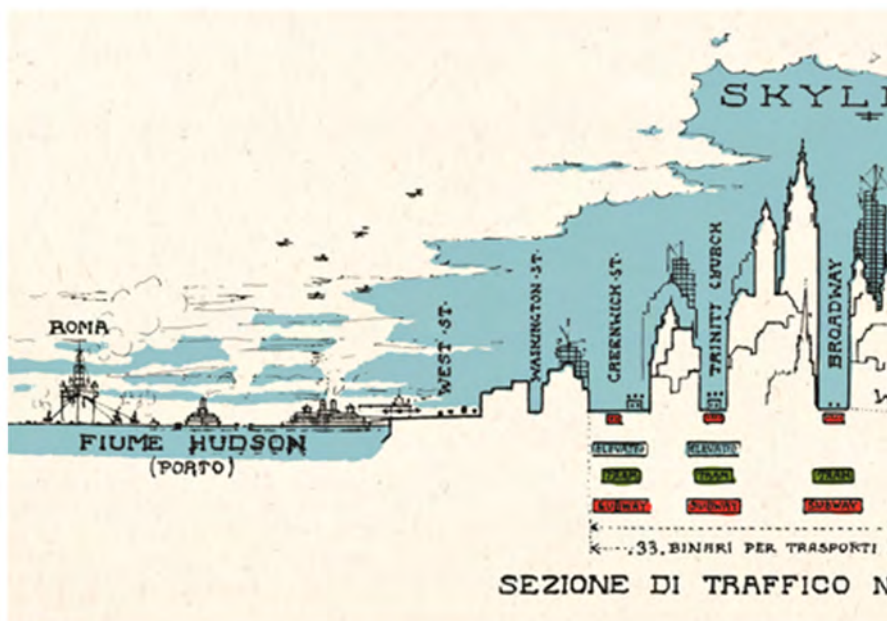 SKYLI
ROMA
WEST·ST·
WASHINGTON·ST·
GREENWICH·ST·
TRINITY CHURCH
BROADWAY
FIUME HUDSON
(PORTO)
ELEVATED ELEVATED
TRAM TRAM TRAM
SUBWAY SUBWAY SUBWAY
.33. BINARI PER TRASPORTI
SEZIONE DI TRAFFICO N